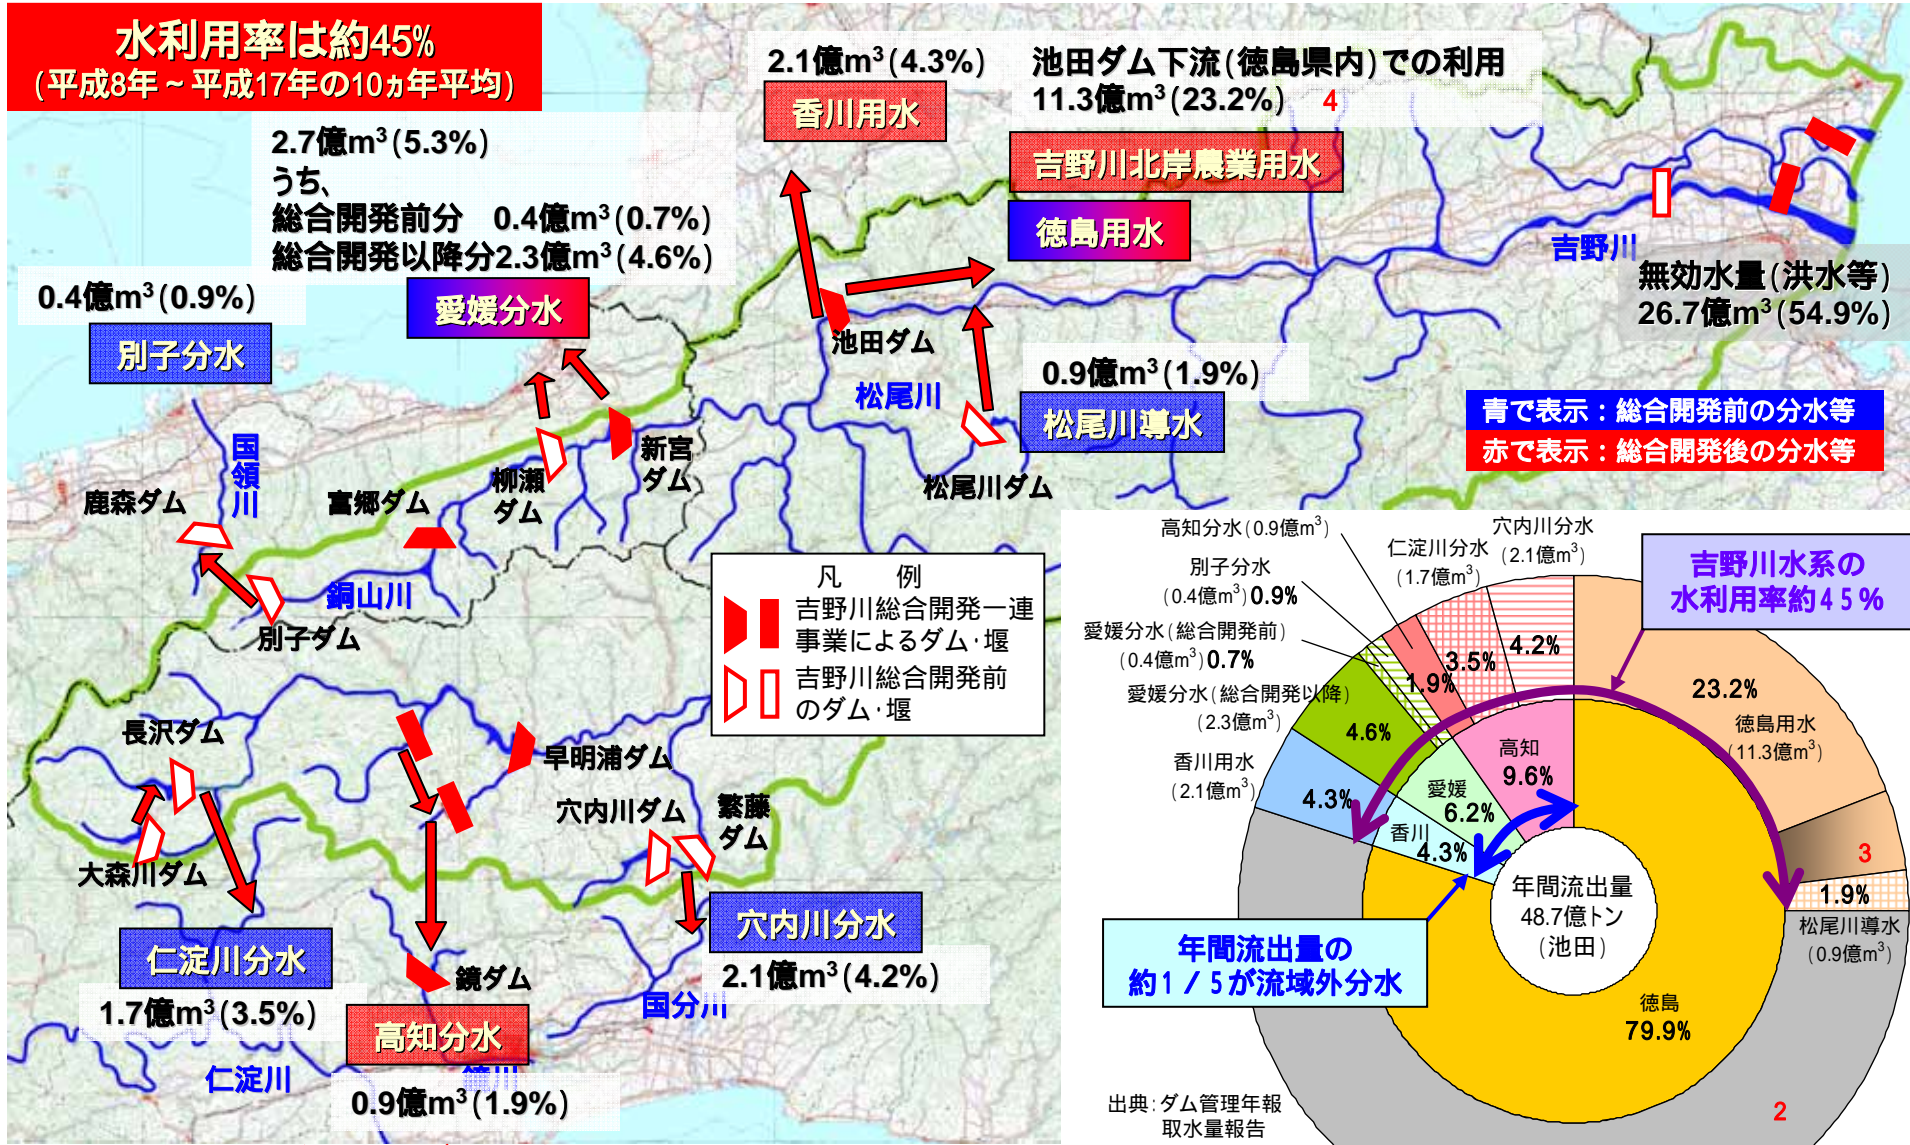 水利用率は約45%
(平成8年~平成17年の10ヵ年平均)
2.1億m³(4.3%)
香川用水
池田ダム下流(徳島県内)での利用
11.3億m³(23.2%)
4
吉野川北岸農業用水
徳島用水
2.7億m³(5.3%)
うち、
総合開発前分 0.4億m³(0.7%)
総合開発以降分2.3億m³(4.6%)
愛媛分水
0.4億m³(0.9%)
別子分水
吉野川
無効水量(洪水等)
26.7億m³(54.9%)
池田ダム
松尾川
0.9億m³(1.9%)
松尾川導水
松尾川ダム
青で表示:総合開発前の分水等
赤で表示:総合開発後の分水等
国領川
鹿森ダム
富郷ダム
柳瀬
ダム
新宮
ダム
銅山川
別子ダム
凡 例
吉野川総合開発一連
事業によるダム・堰
吉野川総合開発前
のダム・堰
長沢ダム
大森川ダム
早明浦ダム
穴内川ダム
繁藤
ダム
仁淀川分水
1.7億m³(3.5%)
穴内川分水
2.1億m³(4.2%)
鏡ダム
国分川
高知分水
0.9億m³(1.9%)
仁淀川
鏡川
高知分水(0.9億m³)
仁淀川分水
(1.7億m³)
穴内川分水
(2.1億m³)
別子分水
(0.4億m³)0.9%
愛媛分水(総合開発前)
(0.4億m³)0.7%
愛媛分水(総合開発以降)
(2.3億m³)
香川用水
(2.1億m³)
吉野川水系の
水利用率約45%
4.3%
4.6%
1.9%
3.5%
4.2%
23.2%
徳島用水
(11.3億m³)
3
1.9%
松尾川導水
(0.9億m³)
高知
9.6%
愛媛
6.2%
香川
4.3%
年間流出量
48.7億トン
(池田)
年間流出量の
約1/5が流域外分水
徳島
79.9%
2
出典:ダム管理年報
取水量報告